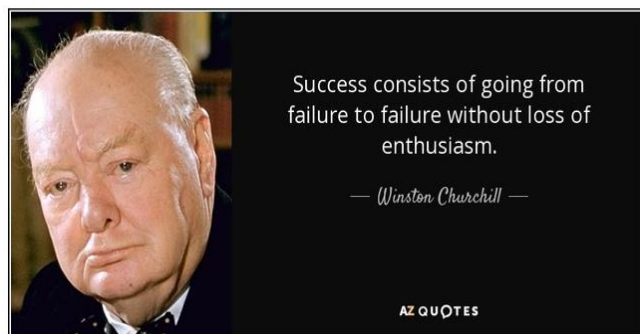 Success consists of going from
failure to failure without loss of
enthusiasm.
— Winston Churchill —
AZ QUOTES